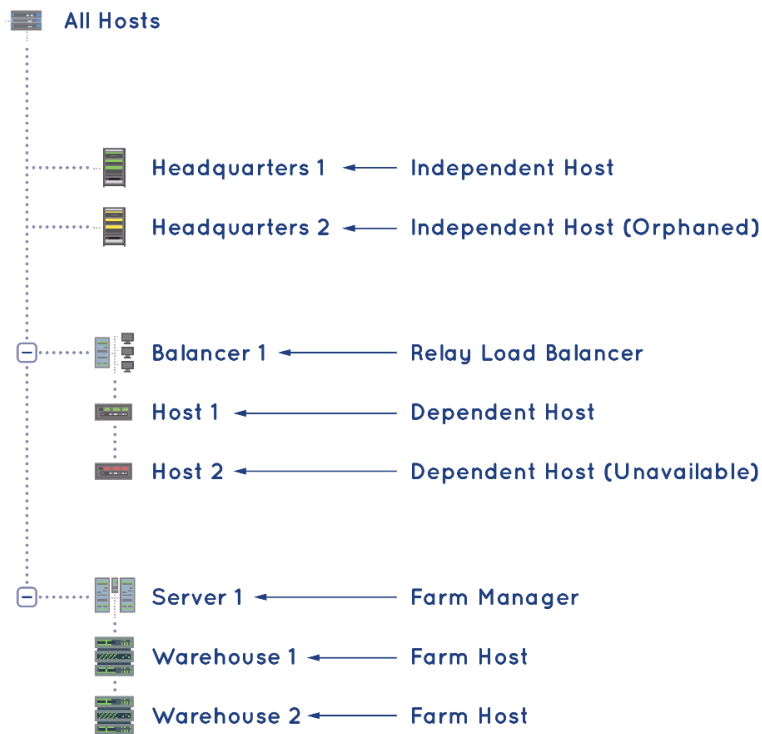 All Hosts
Headquarters 1 Independent Host
Headquarters 2 Independent Host (Orphaned)
Balancer 1 Relay Load Balancer
Host 1 Dependent Host
Host 2 Dependent Host (Unavailable)
Server 1 Farm Manager
Warehouse 1 Farm Host
Warehouse 2 Farm Host